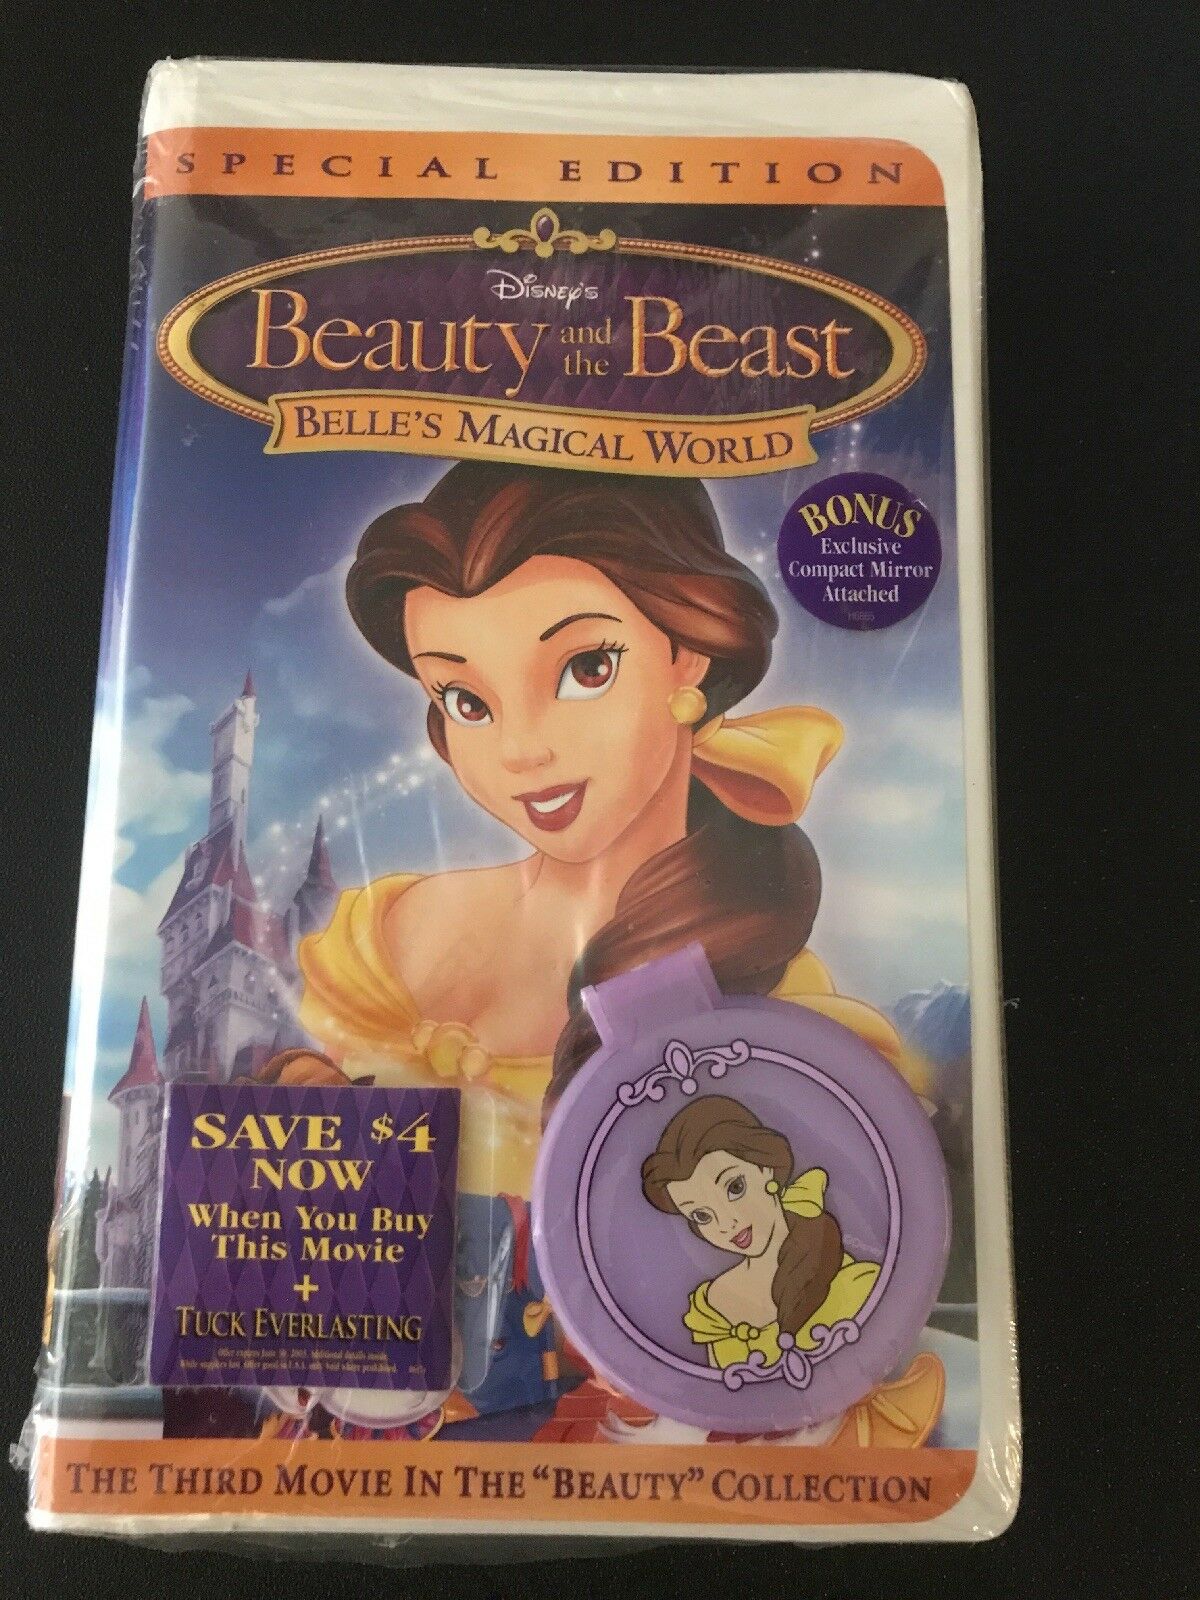 SPECIAL EDITION
DISNEY'S
Beauty and the Beast
BELLE'S MAGICAL WORLD
BONUS
Exclusive
Compact Mirror
Attached
SAVE $4
NOW
When You Buy
This Movie
+
TUCK EVERLASTING
THE THIRD MOVIE IN THE "BEAUTY" COLLECTION